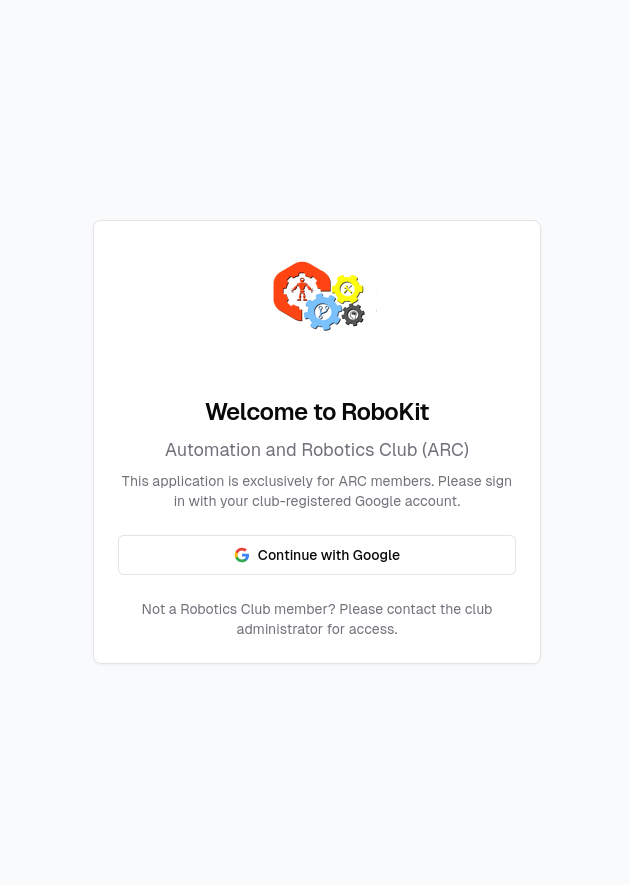 Welcome to RoboKit
Automation and Robotics Club (ARC)
This application is exclusively for ARC members. Please sign
in with your club-registered Google account.
Continue with Google
Not a Robotics Club member? Please contact the club
administrator for access.